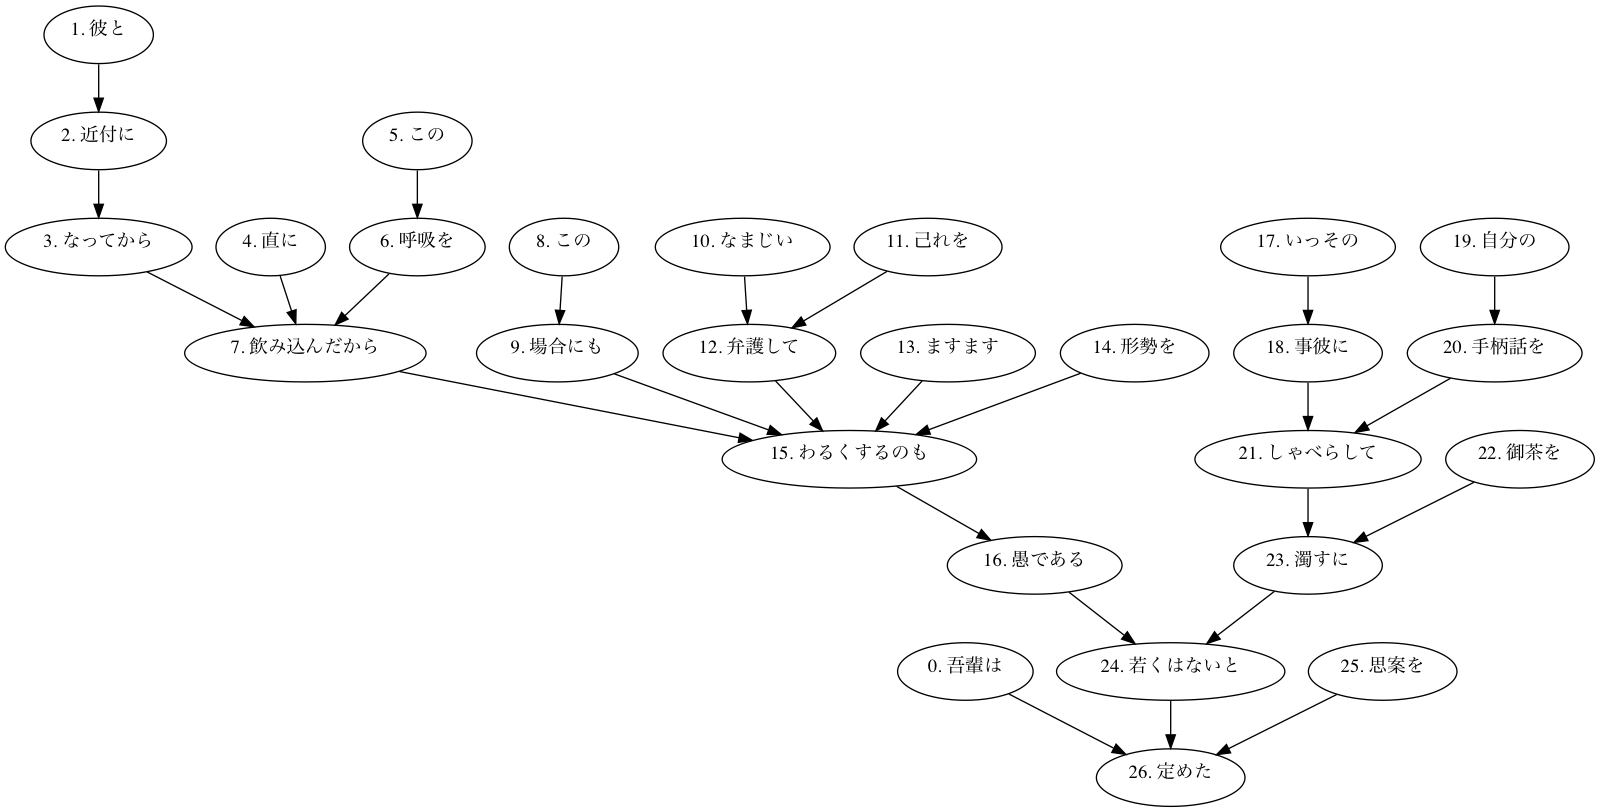 1. 彼と
2. 近付に
5. この
3. なってから
4. 直に
6. 呼吸を
8. この
10. なまじい
11. 己れを
17. いっその
19. 自分の
7. 飲み込んだから
9. 場合にも
12. 弁護して
13. ますます
14. 形勢を
18. 事彼に
20. 手柄話を
15. わるくするのも
21. しゃべらして
22. 御茶を
16. 愚である
23. 濁すに
0. 吾輩は
24. 若くはないと
25. 思案を
26. 定めた